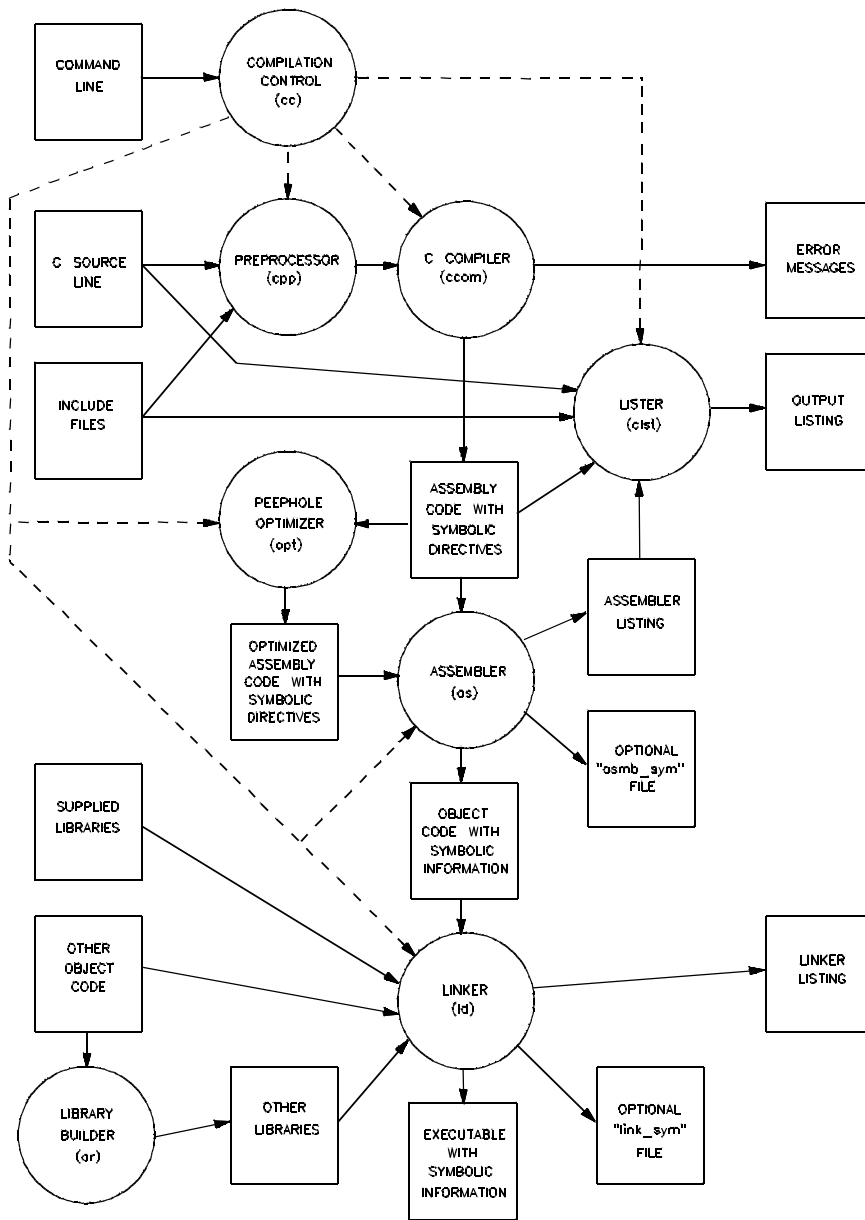 COMMAND
LINE
COMPILATION
CONTROL
(cc)
C SOURCE
LINE
PREPROCESSOR
(cpp)
C COMPILER
(ccom)
ERROR
MESSAGES
INCLUDE
FILES
LISTER
(clst)
OUTPUT
LISTING
PEEPHOLE
OPTIMIZER
(opt)
ASSEMBLY
CODE WITH
SYMBOLIC
DIRECTIVES
ASSEMBLER
LISTING
OPTIMIZED
ASSEMBLY
CODE WITH
SYMBOLIC
DIRECTIVES
ASSEMBLER
(as)
OPTIONAL
"asmb_sym"
FILE
SUPPLIED
LIBRARIES
OBJECT
CODE WITH
SYMBOLIC
INFORMATION
OTHER
OBJECT
CODE
LINKER
(ld)
LINKER
LISTING
LIBRARY
BUILDER
(ar)
OTHER
LIBRARIES
EXECUTABLE
WITH
SYMBOLIC
INFORMATION
OPTIONAL
"link_sym"
FILE